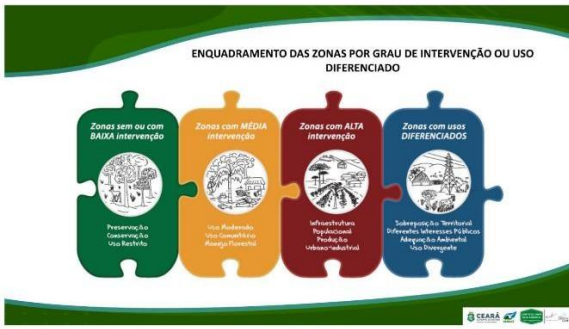 ENQUADRAMENTO DAS ZONAS POR GRAU DE INTERVENÇÃO OU USO
DIFERENCIADO
Zonas sem ou com
BAIXA intervenção
Preservação
Conservação
Uso Restrito
Zonas com MÉDIA
intervenção
Uso Moderado
Uso Comunitário
Manejo Florestal
Zonas com ALTA
intervenção
Infraestrutura
Populacional
Produção
Urbano-Industrial
Zonas com usos
DIFERENCIADOS
Sobreposição Territorial
Diferentes Interesses Públicos
Adequação Ambiental
Uso Divergente
CEARÁ